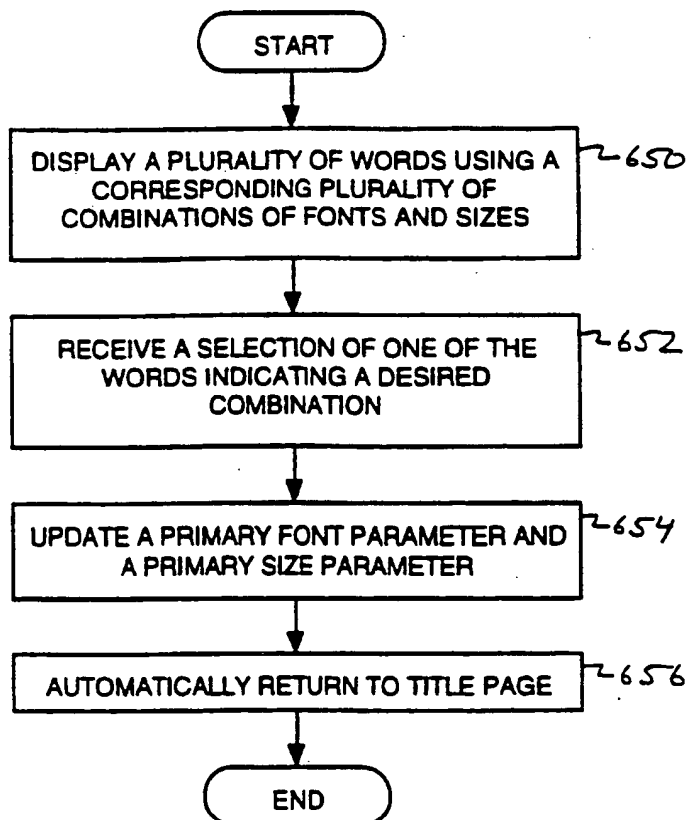 START
DISPLAY A PLURALITY OF WORDS USING A
CORRESPONDING PLURALITY OF
COMBINATIONS OF FONTS AND SIZES
650
RECEIVE A SELECTION OF ONE OF THE
WORDS INDICATING A DESIRED
COMBINATION
652
UPDATE A PRIMARY FONT PARAMETER AND
A PRIMARY SIZE PARAMETER
654
AUTOMATICALLY RETURN TO TITLE PAGE
656
END